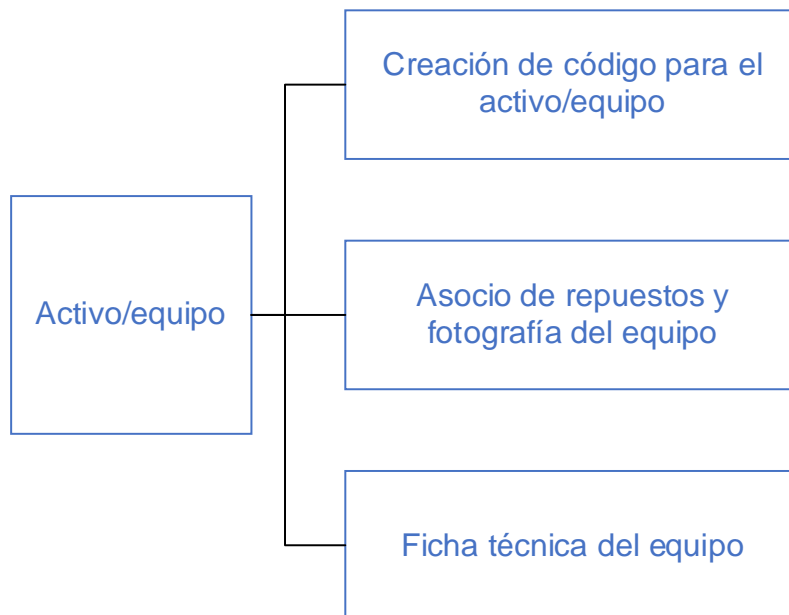 Creación de código para el
activo/equipo
Activo/equipo
Asocio de repuestos y
fotografía del equipo
Ficha técnica del equipo